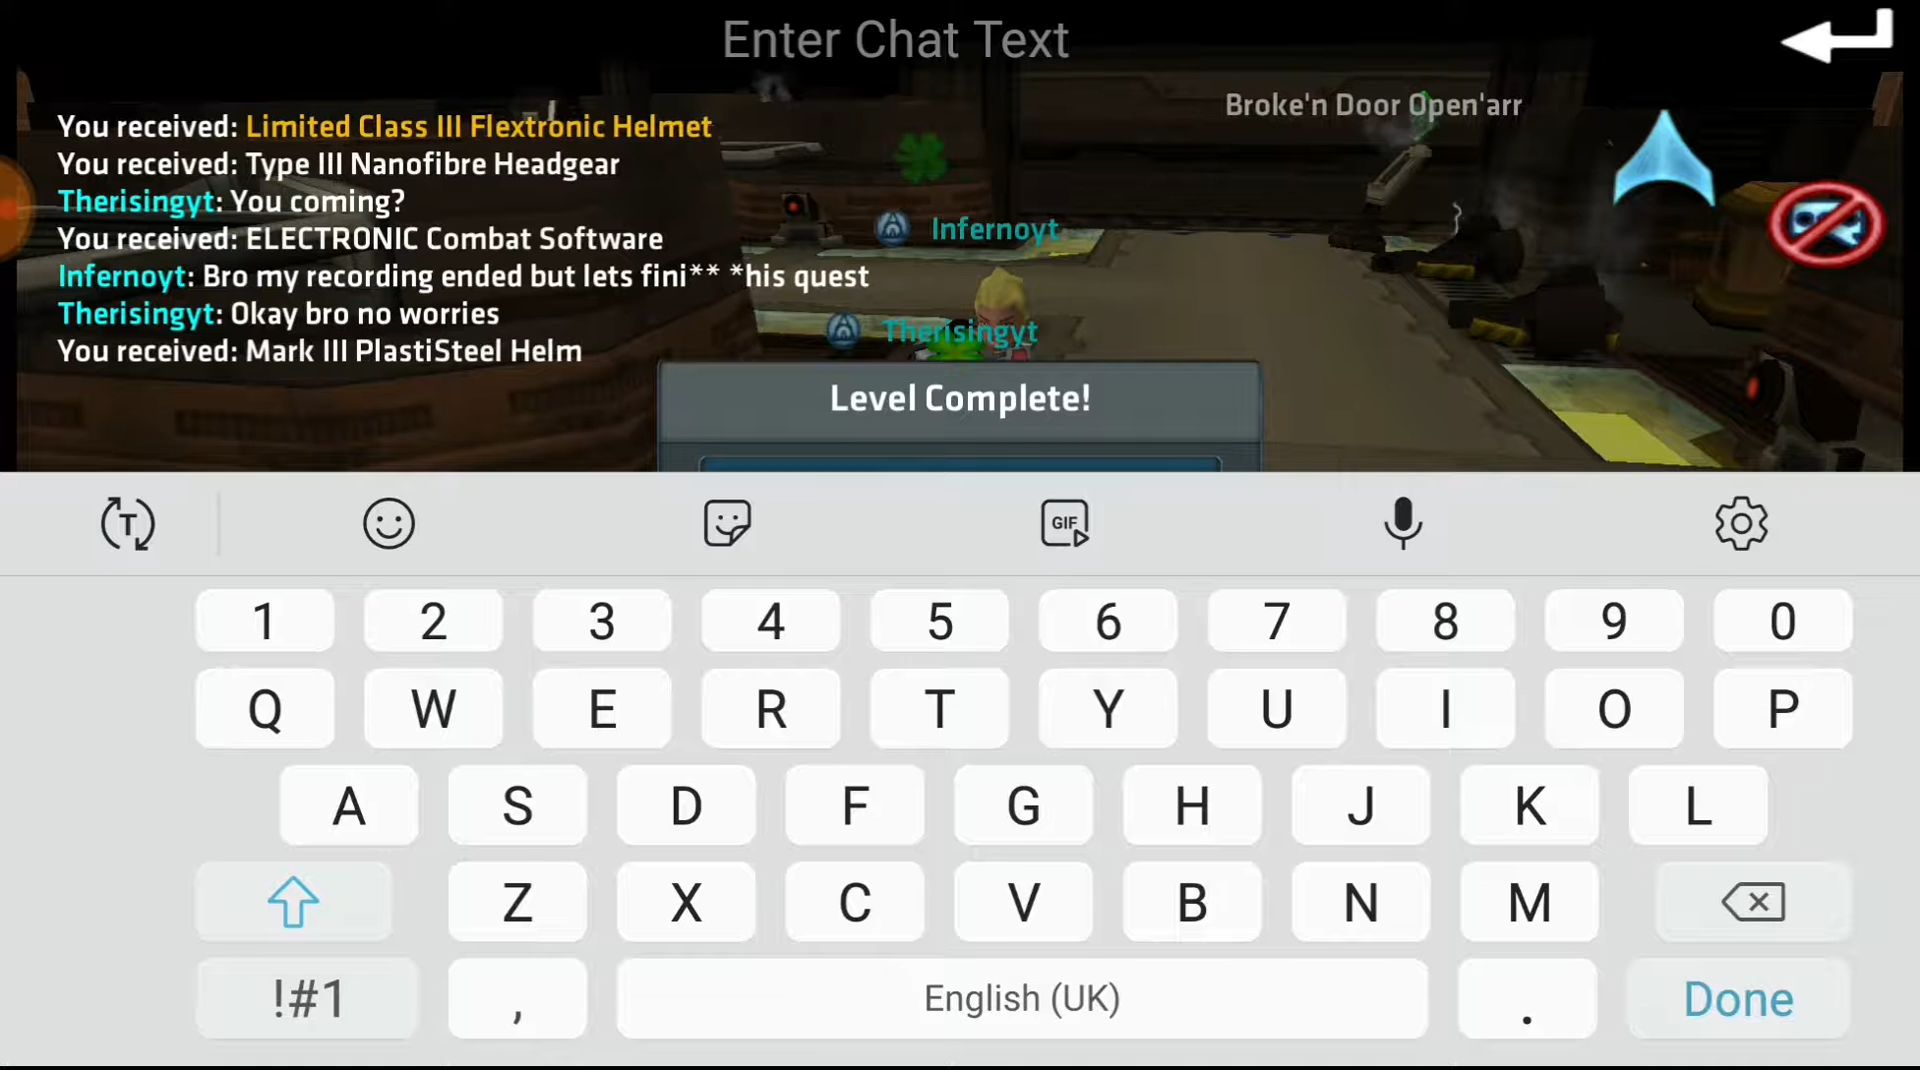 Enter Chat Text
Broke'n Door Open'arr
You received: Limited Class III Flextronic Helmet
You received: Type III Nanofibre Headgear
Therisingyt: You coming?
You received: ELECTRONIC Combat Software
Infernoyt: Bro my recording ended but lets fini** *his quest
Therisingyt: Okay bro no worries
You received: Mark III PlastiSteel Helm
Infernoyt
Therisingyt
Level Complete!
T
GIF
1 2 3 4 5 6 7 8 9 0
Q W E R T Y U I O P
A S D F G H J K L
Z X C V B N M
!#1 , English (UK) . Done